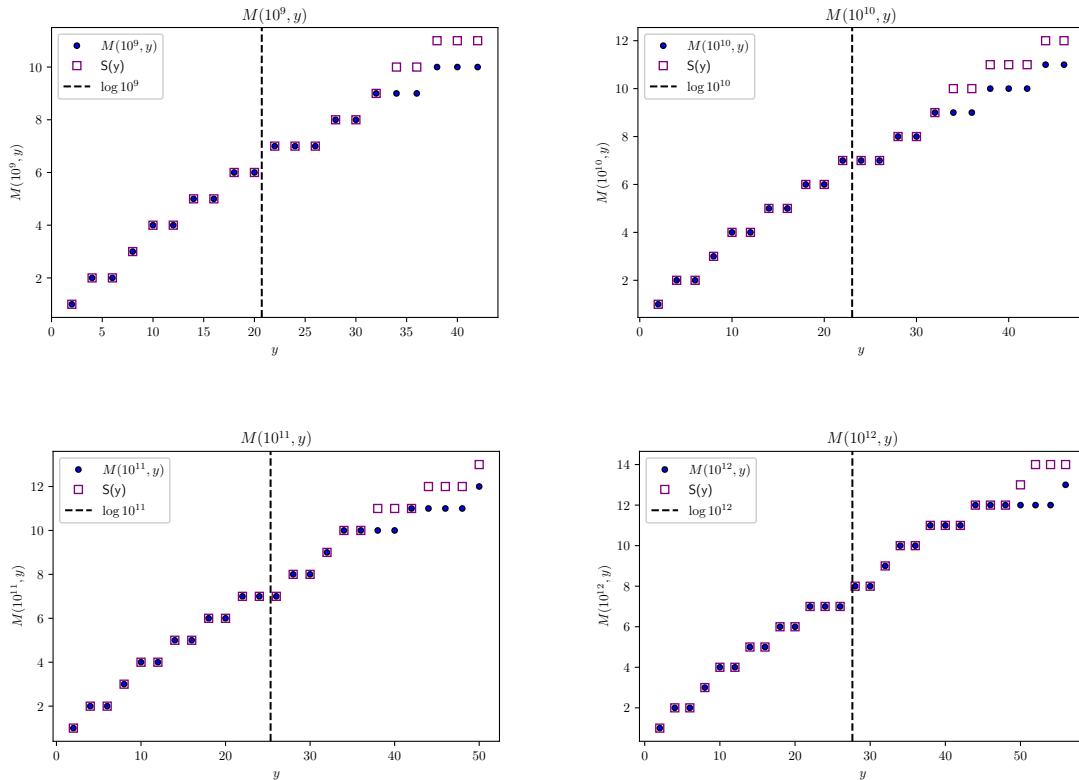 M(10^9, y)
M(10^9, y)
S(y)
log 10^9
10
8
6
4
2
M(10^9, y)
0 5 10 15 20 25 30 35 40
y
M(10^10, y)
M(10^10, y)
S(y)
log 10^10
12
10
8
6
4
2
M(10^10, y)
0 10 20 30 40
y
M(10^11, y)
M(10^11, y)
S(y)
log 10^11
12
10
8
6
4
2
M(10^11, y)
0 10 20 30 40 50
y
M(10^12, y)
M(10^12, y)
S(y)
log 10^12
14
12
10
8
6
4
2
M(10^12, y)
0 10 20 30 40 50
y